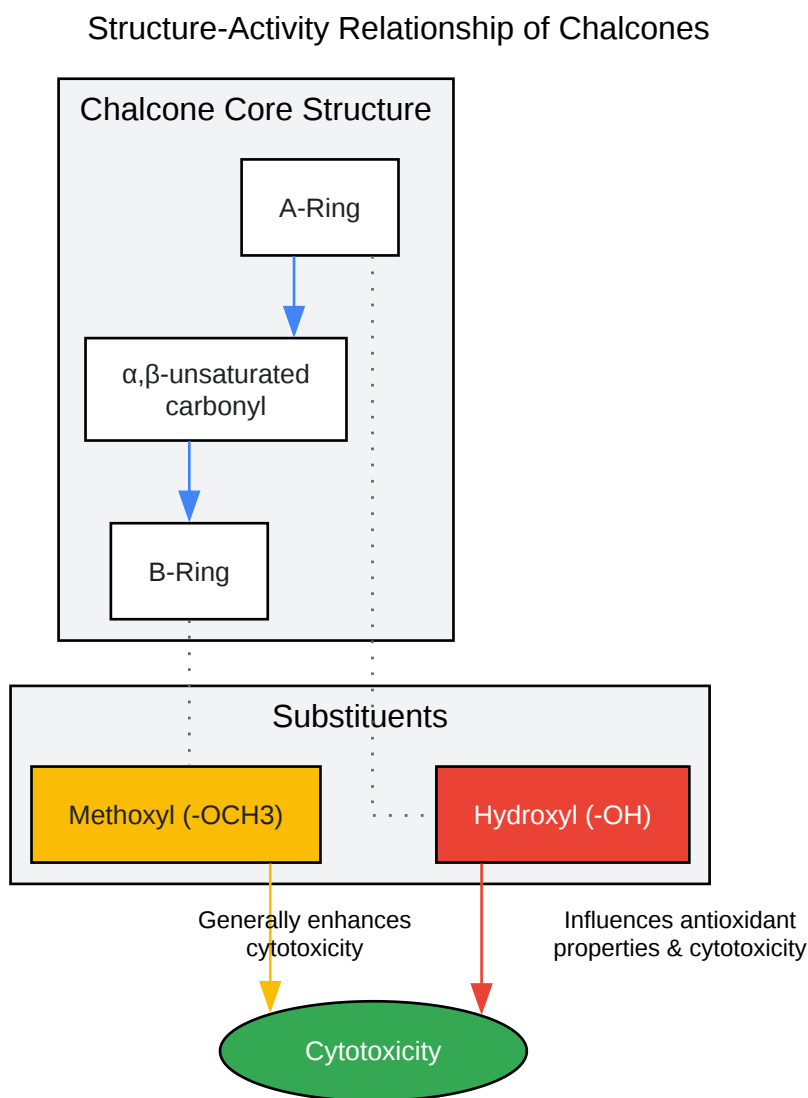 Structure-Activity Relationship of Chalcones
Chalcone Core Structure
A-Ring
α,β-unsaturated
carbonyl
B-Ring
Substituents
Methoxyl (-OCH3)
Hydroxyl (-OH)
Generally enhances
cytotoxicity
Influences antioxidant
properties & cytotoxicity
Cytotoxicity